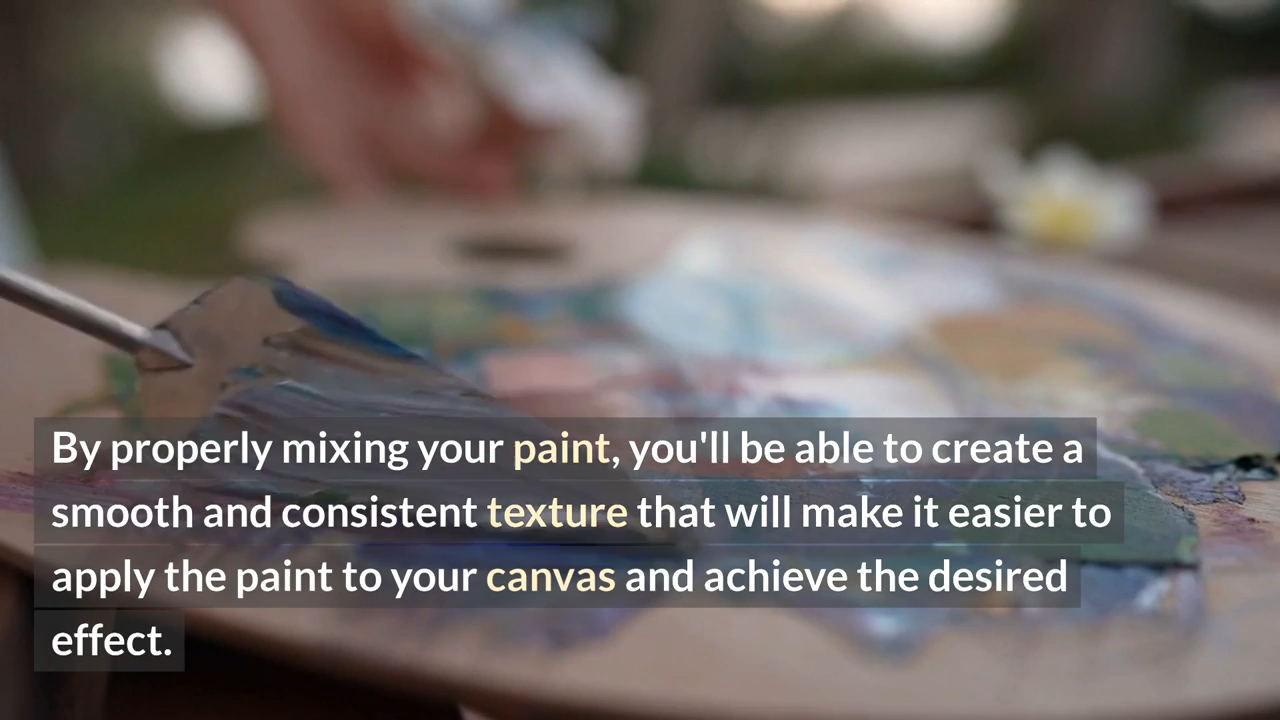 By properly mixing your paint, you'll be able to create a
smooth and consistent texture that will make it easier to
apply the paint to your canvas and achieve the desired
effect.